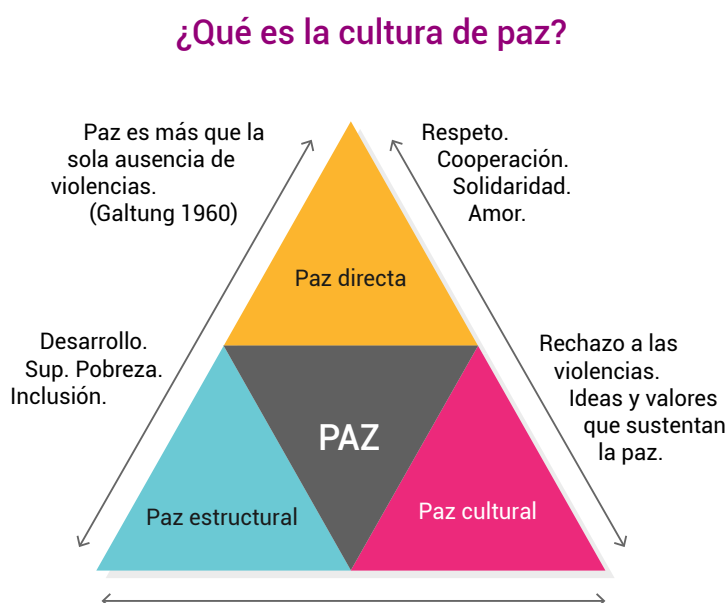 ¿Qué es la cultura de paz?
Paz es más que la
sola ausencia de
violencias.
(Galtung 1960)
Respeto.
Cooperación.
Solidaridad.
Amor.
Paz directa
Desarrollo.
Sup. Pobreza.
Inclusión.
Rechazo a las
violencias.
Ideas y valores
que sustentan
la paz.
PAZ
Paz estructural
Paz cultural